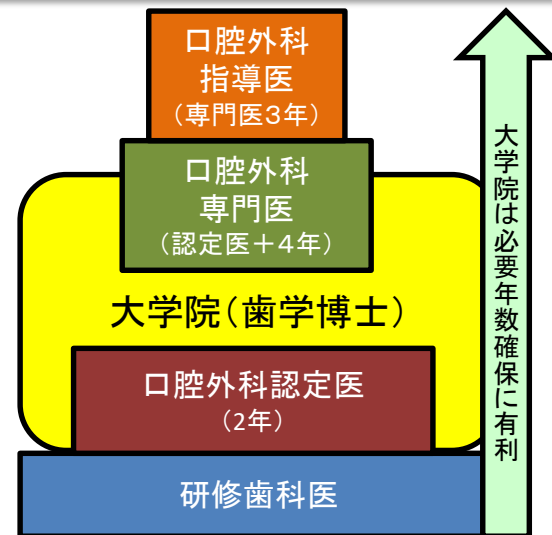 口腔外科
指導医
（専門医３年）
口腔外科
専門医
（認定医＋４年）
大学院（歯学博士）
口腔外科認定医
（2年）
研修歯科医
大学院は必要年数確保に有利